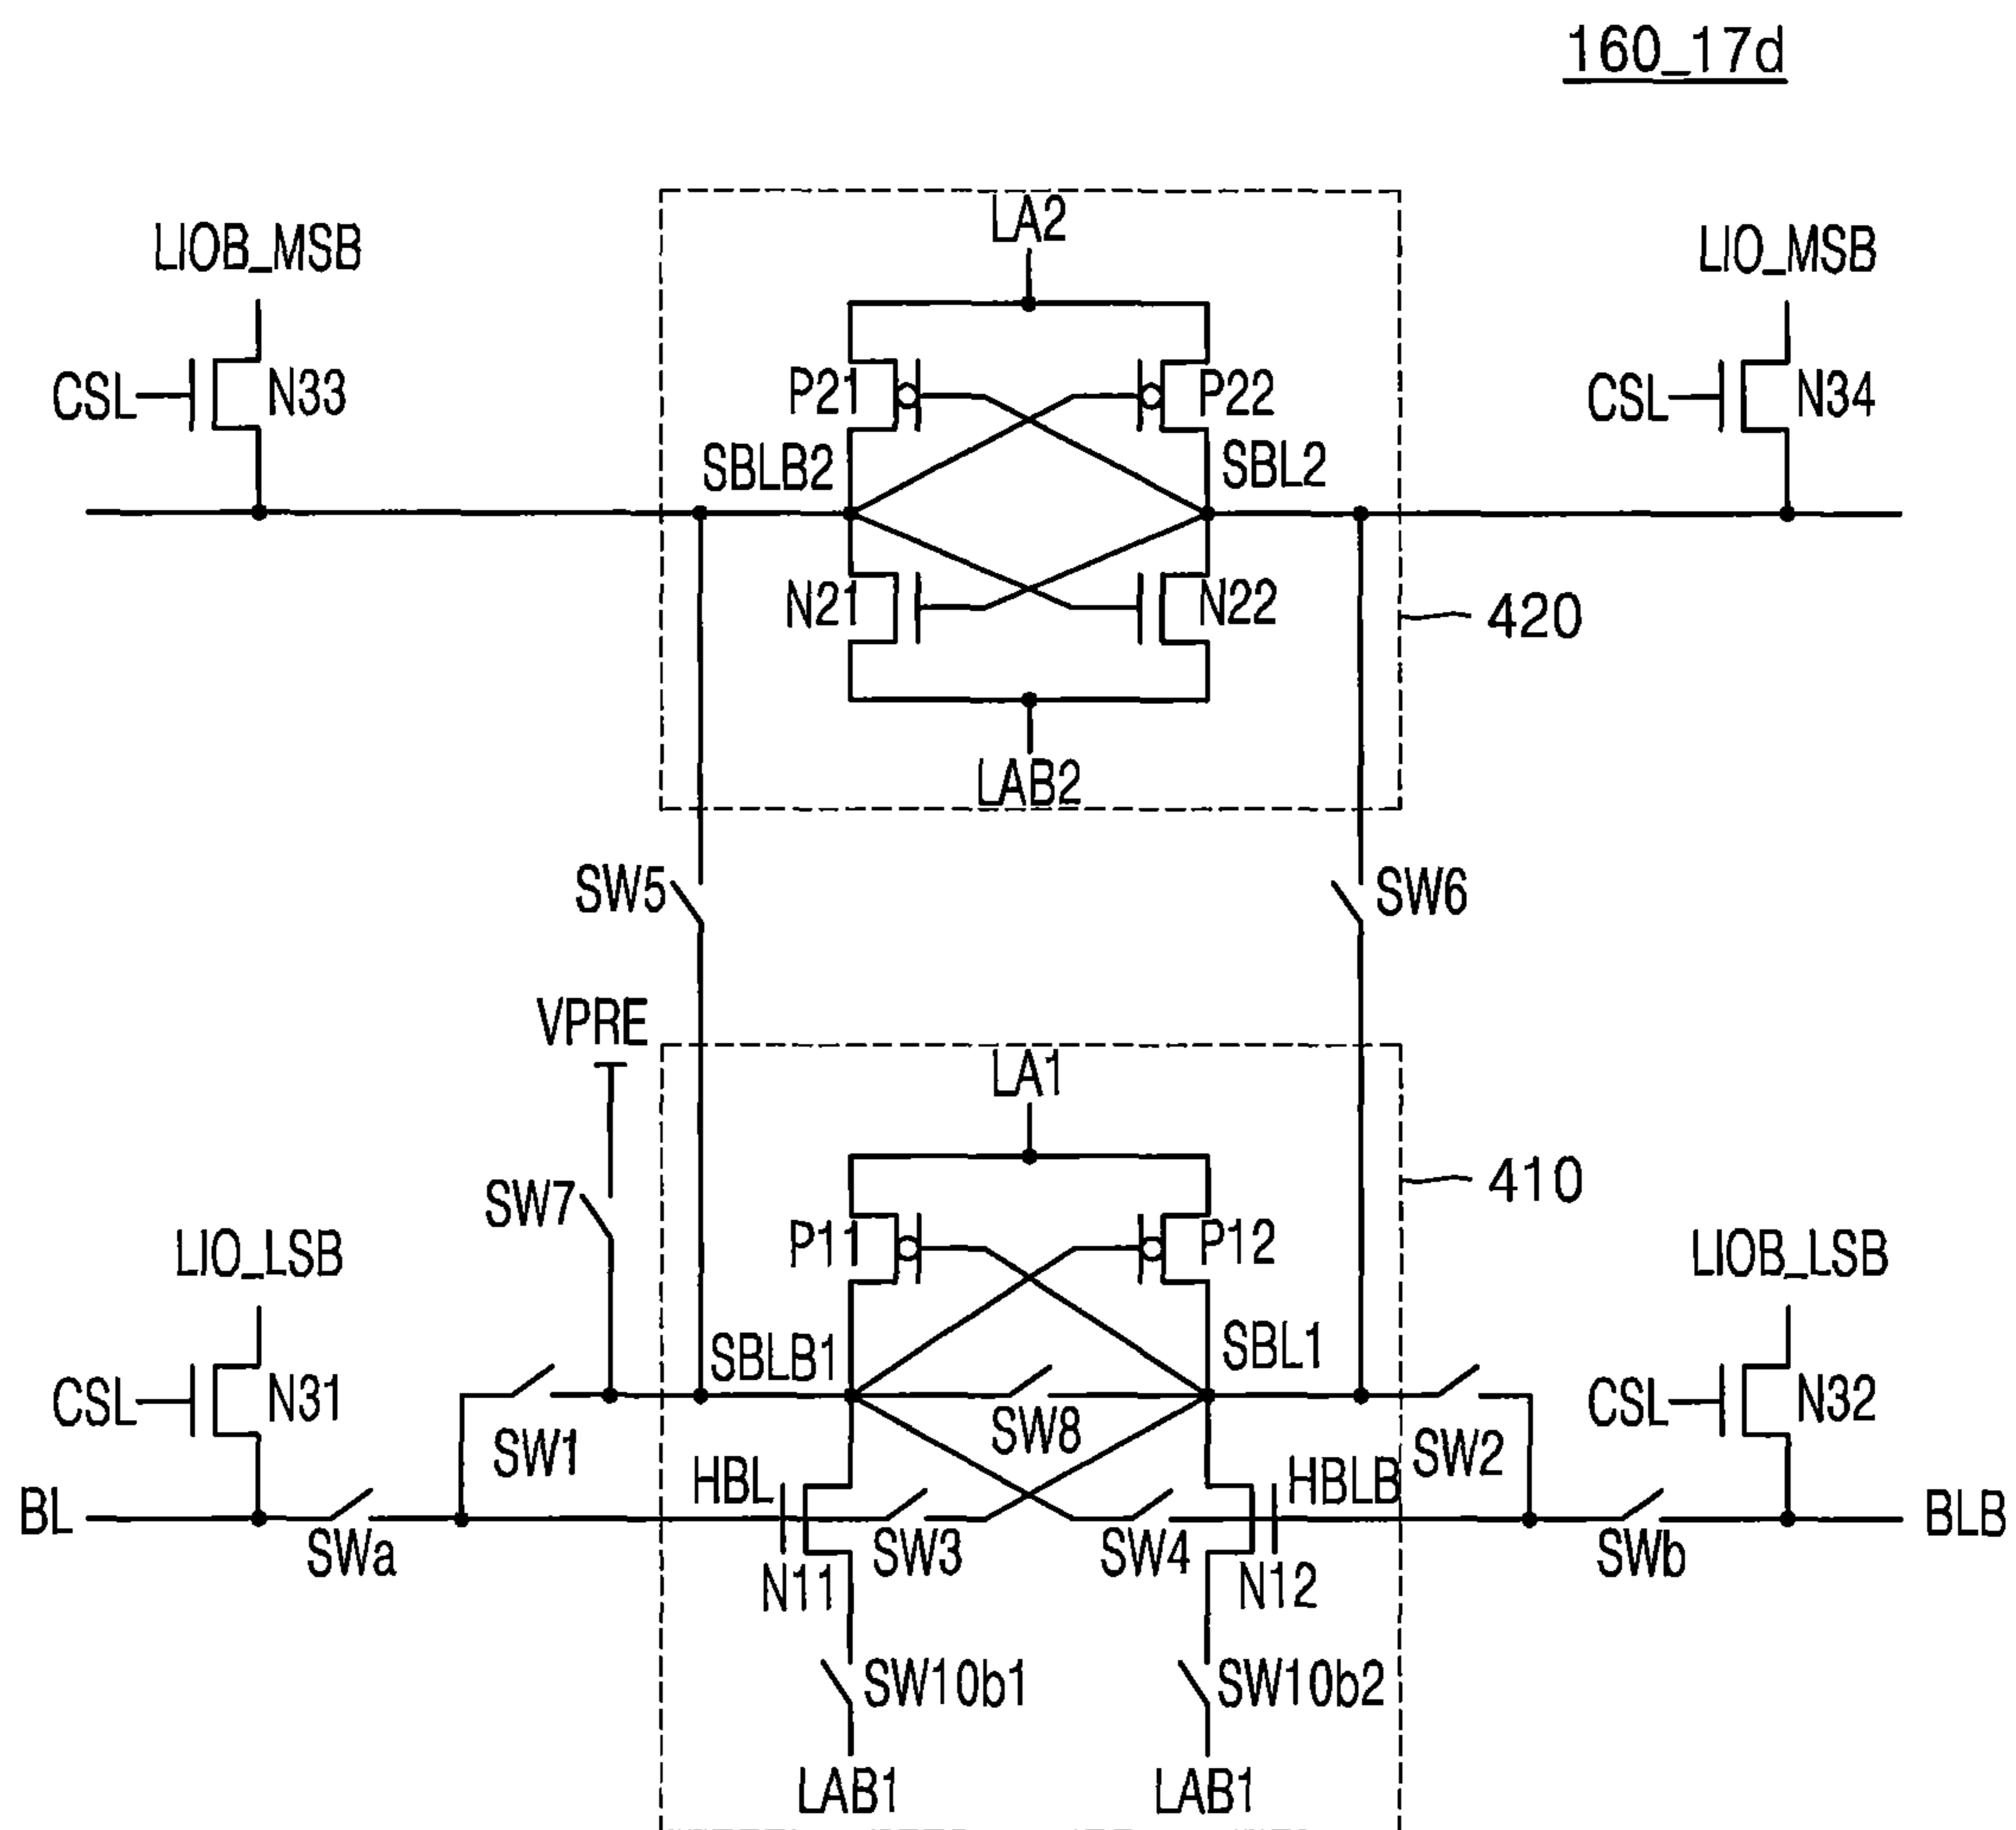 160_17d
LA2
LIOB_MSB
LIO_MSB
CSL
N33
P21
P22
CSL
N34
SBLB2
SBL2
N21
N22
420
LAB2
SW5
SW6
VPRE
LA1
410
SW7
P11
P12
LIO_LSB
LIOB_LSB
SBLB1
SBL1
CSL
N31
CSL
N32
SW1
SW8
SW2
HBL
HBLB
BL
BLB
SWa
SW3
SW4
SWb
N11
N12
SW10b1
SW10b2
LAB1
LAB1